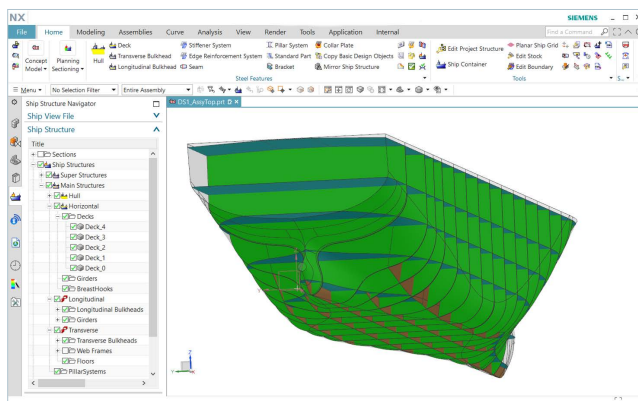 NX
SIEMENS
File Home Modeling Assemblies Curve Analysis View Render Tools Application Internal
Find a Command
Concept Model
Planning Sectioning
Hull
Deck
Transverse Bulkhead
Longitudinal Bulkhead
Stiffener System
Edge Reinforcement System
Seam
Pillar System
Standard Part
Bracket
Collar Plate
Copy Basic Design Objects
Mirror Ship Structure
Edit Project Structure
Ship Container
Planar Ship Grid
Edit Stock
Edit Boundary
S...
Steel Features
Tools
Menu
No Selection Filter
Entire Assembly
Ship Structure Navigator
DS1_AssyTop.prt
Ship View File
Ship Structure
Title
Sections
Ship Structures
Super Structures
Main Structures
Hull
Horizontal
Decks
Deck_4
Deck_3
Deck_2
Deck_1
Deck_0
Girders
BreastHooks
Longitudinal
Longitudinal Bulkheads
Girders
Transverse
Transverse Bulkheads
Web Frames
Floors
PillarSystems
Z
Y